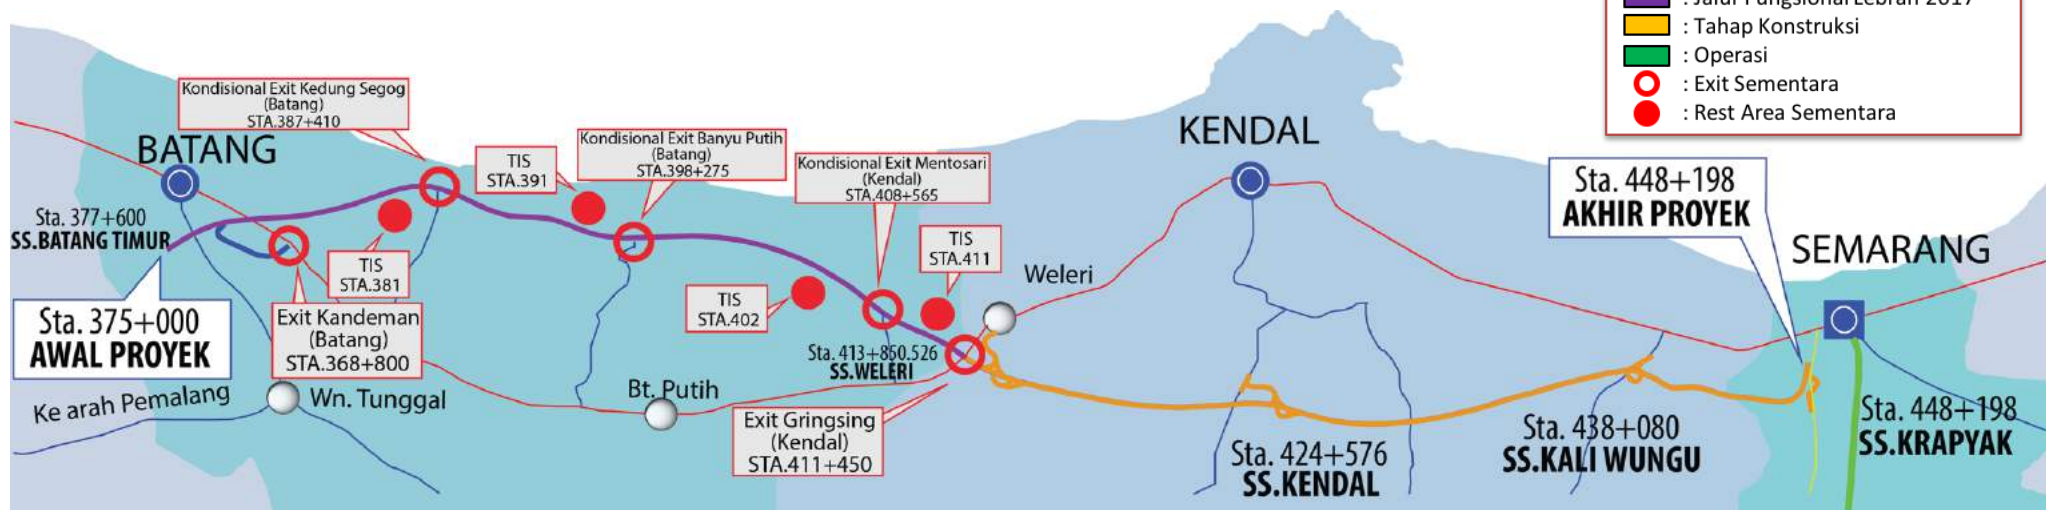 : Jalur Fungsional Lebran 2017
: Tahap Konstruksi
: Operasi
: Exit Sementara
: Rest Area Sementara
Kondisional Exit Kedung Segog
(Batang)
STA.387+410
BATANG
TIS
STA.391
Kondisional Exit Banyu Putih
(Batang)
STA.398+275
Kondisional Exit Mentosari
(Kendal)
STA.408+565
KENDAL
Sta. 448+198
AKHIR PROYEK
Sta. 377+600
SS.BATANG TIMUR
TIS
STA.381
TIS
STA.411
Weleri
SEMARANG
Sta. 375+000
AWAL PROYEK
Exit Kandeman
(Batang)
STA.368+800
TIS
STA.402
Sta. 413+850.526
SS.WELERI
Ke arah Pemalang
Wn. Tunggal
Bt. Putih
Exit Gringsing
(Kendal)
STA.411+450
Sta. 424+576
SS.KENDAL
Sta. 438+080
SS.KALI WUNGU
Sta. 448+198
SS.KRAPYAK